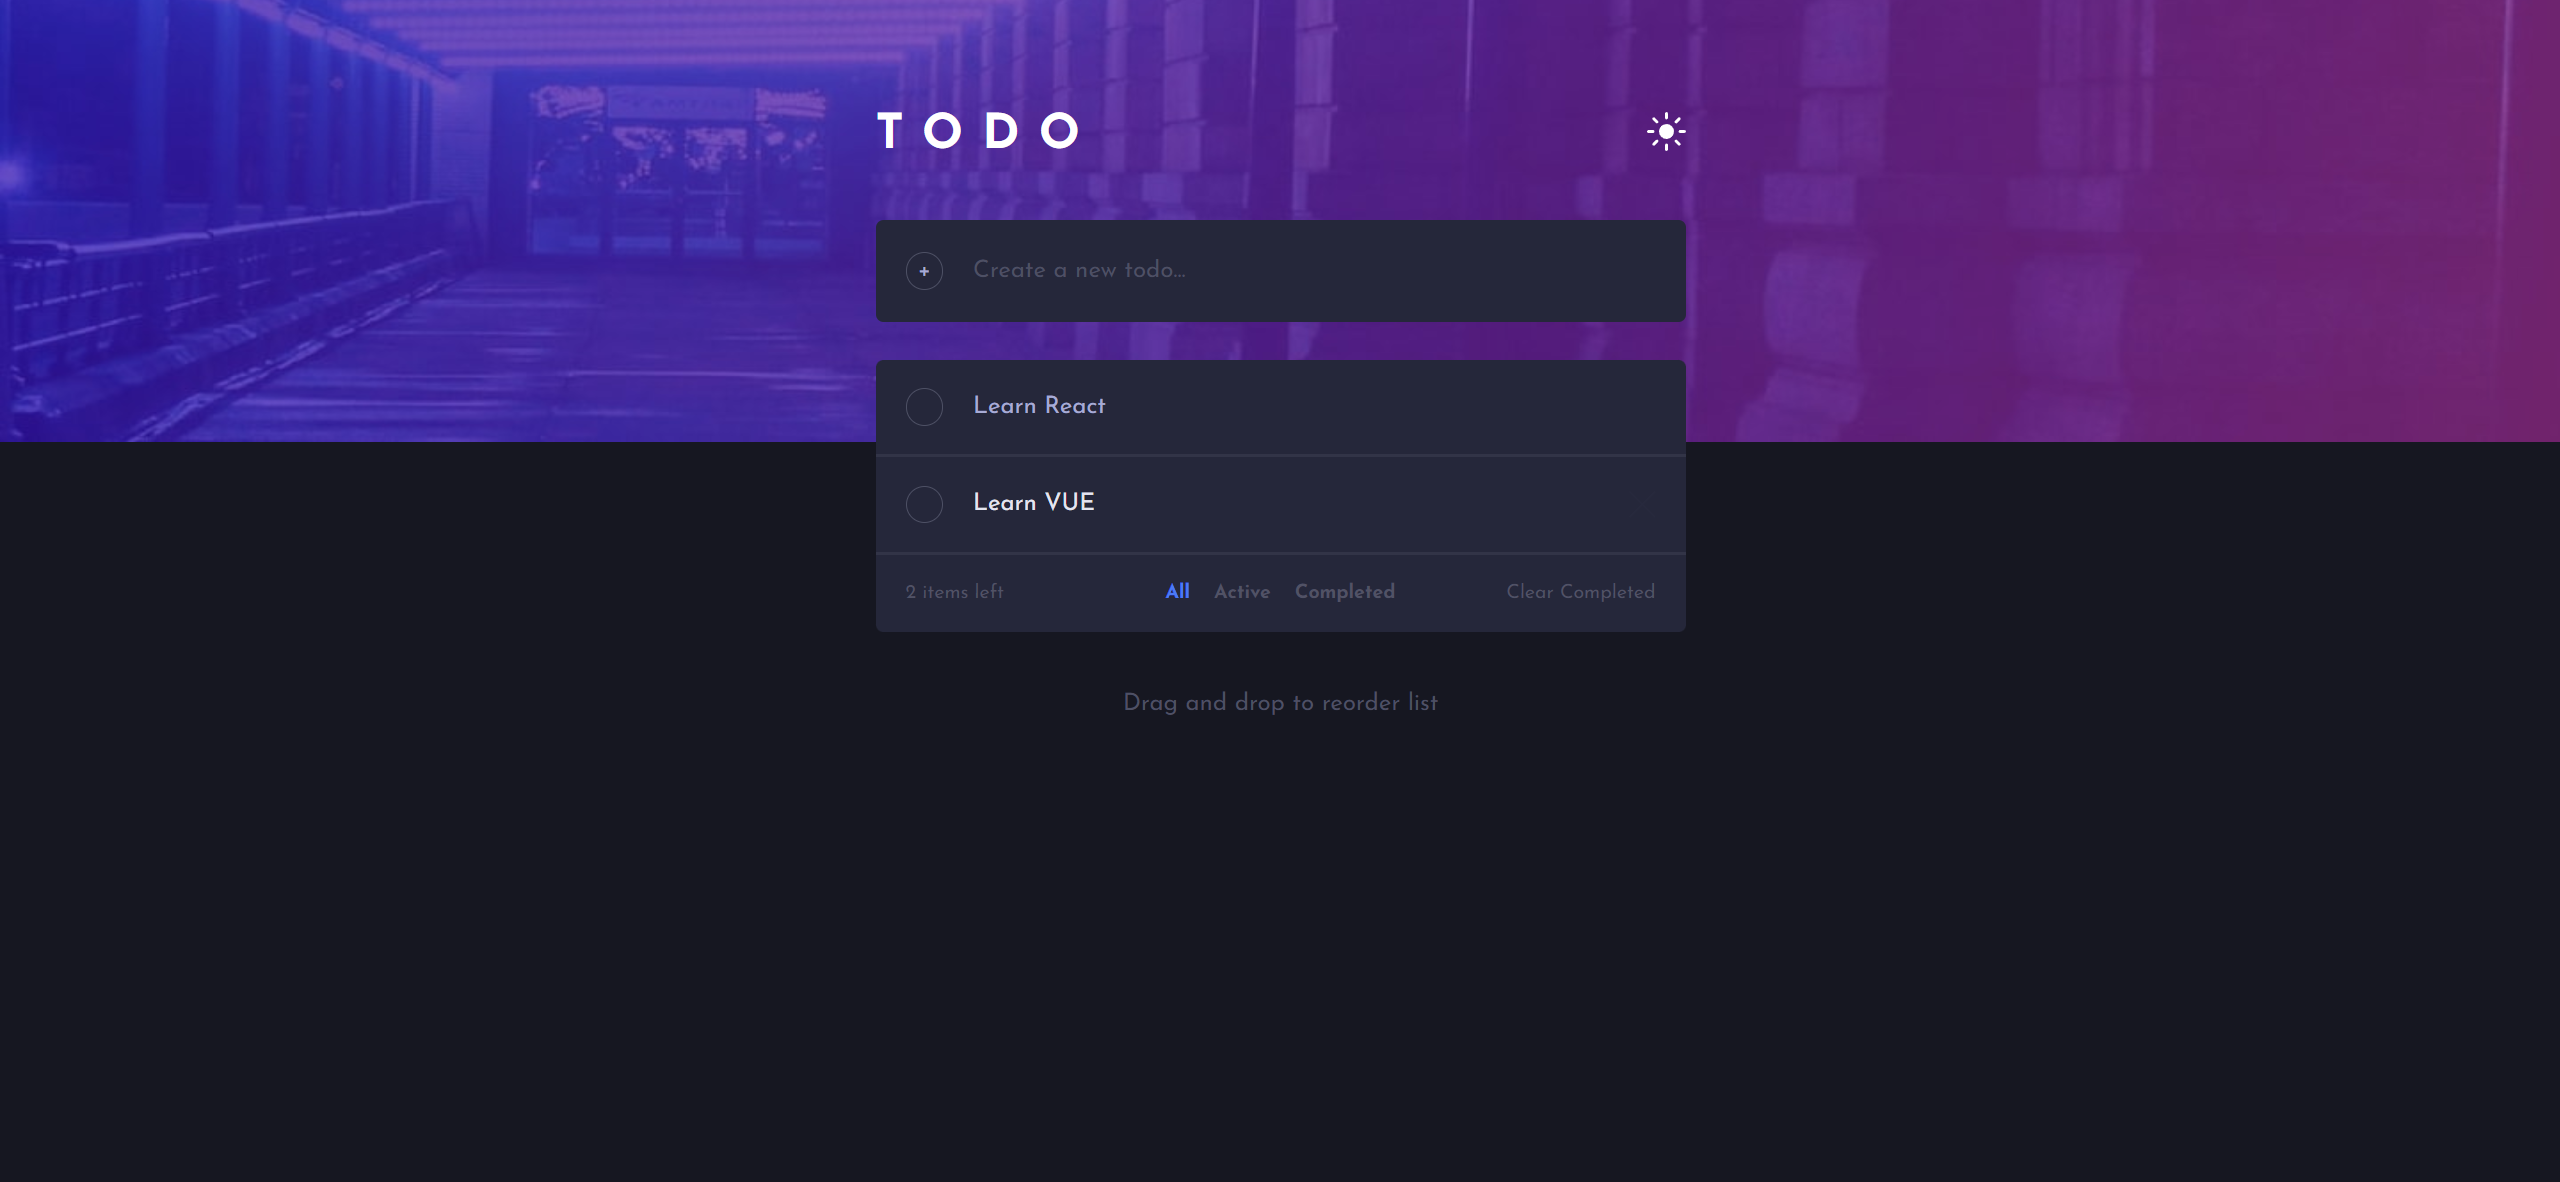 TODO
+ Create a new todo...
Learn React
Learn VUE
2 items left All Active Completed Clear Completed
Drag and drop to reorder list